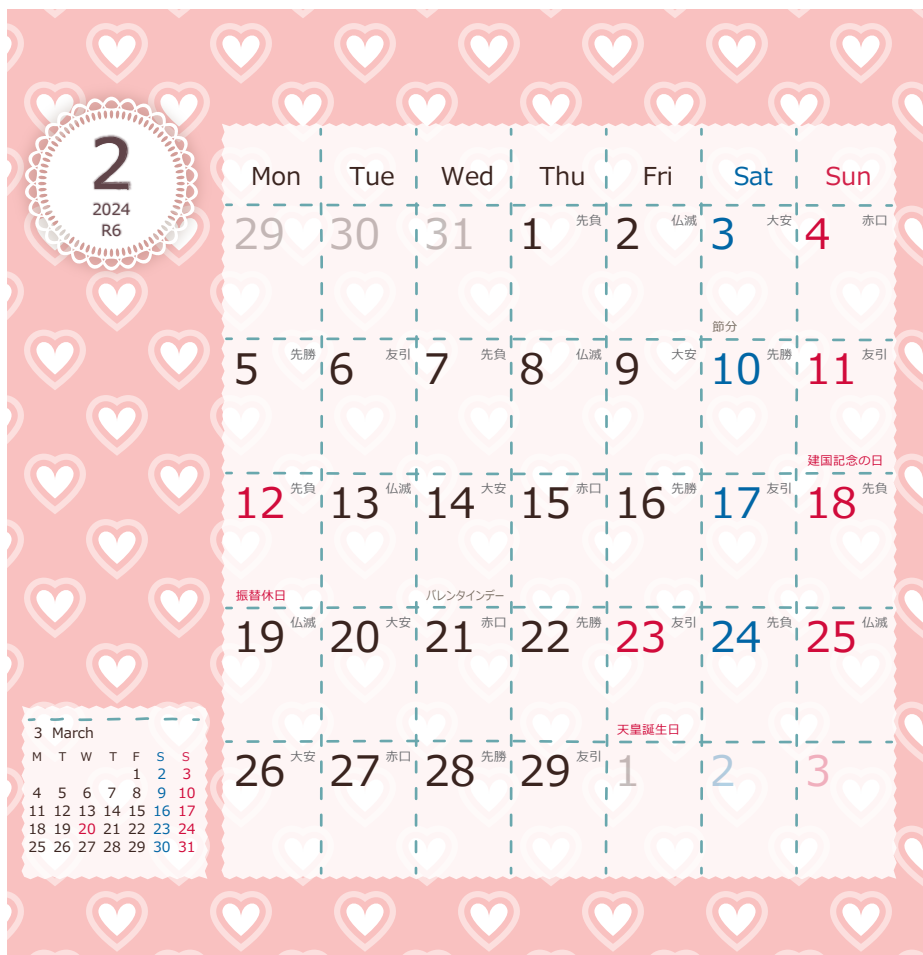 2
2024
R6
Mon Tue Wed Thu Fri Sat Sun
29 30 31 1 先負 2 仏滅 3 大安 4 赤口
節分
5 先勝 6 友引 7 先負 8 仏滅 9 大安 10 先勝 11 友引
建国記念の日
12 先負 13 仏滅 14 大安 15 赤口 16 先勝 17 友引 18 先負
振替休日 バレンタインデー
19 仏滅 20 大安 21 赤口 22 先勝 23 友引 24 先負 25 仏滅
天皇誕生日
26 大安 27 赤口 28 先勝 29 友引 1 2 3
3 March
M T W T F S S
1 2 3
4 5 6 7 8 9 10
11 12 13 14 15 16 17
18 19 20 21 22 23 24
25 26 27 28 29 30 31